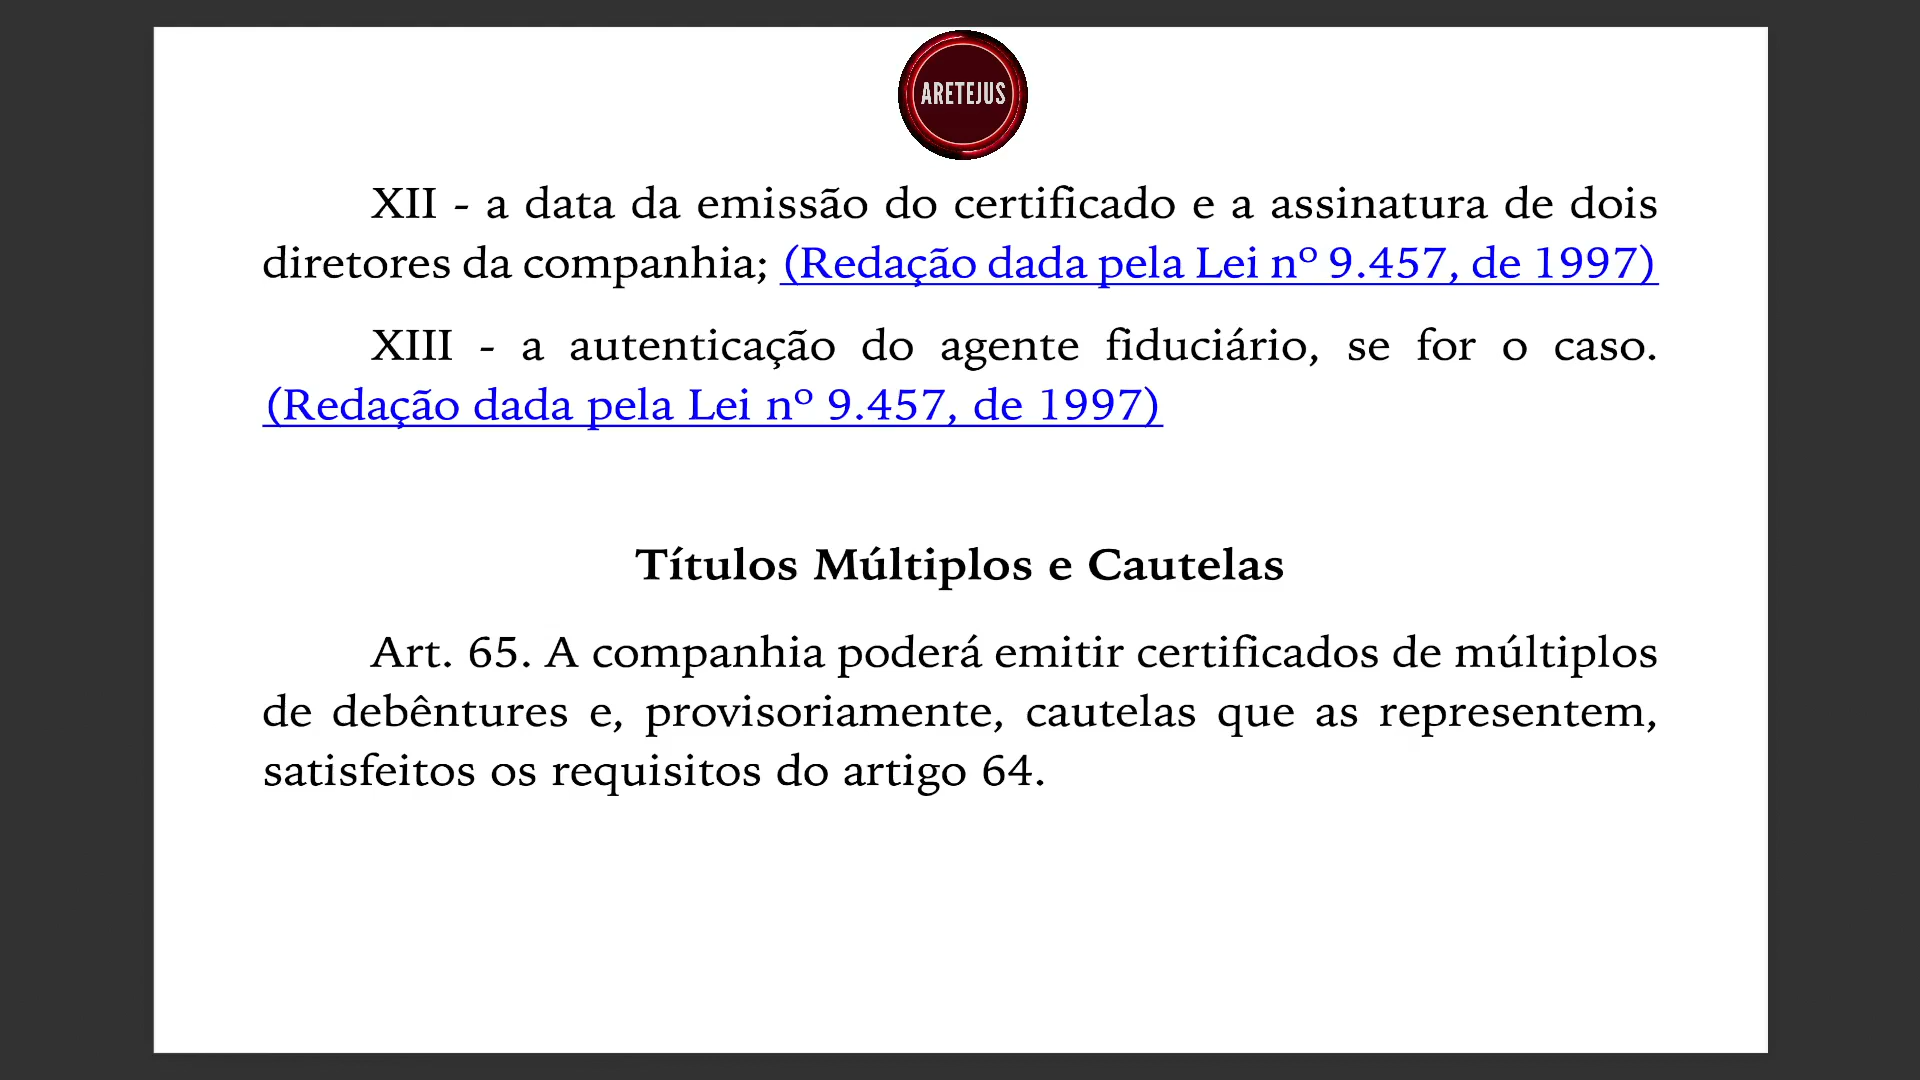 ARETEJUS
XII - a data da emissão do certificado e a assinatura de dois
diretores da companhia; (Redação dada pela Lei nº 9.457, de 1997)
XIII - a autenticação do agente fiduciário, se for o caso.
(Redação dada pela Lei nº 9.457, de 1997)
Títulos Múltiplos e Cautelas
Art. 65. A companhia poderá emitir certificados de múltiplos
de debêntures e, provisoriamente, cautelas que as representem,
satisfeitos os requisitos do artigo 64.